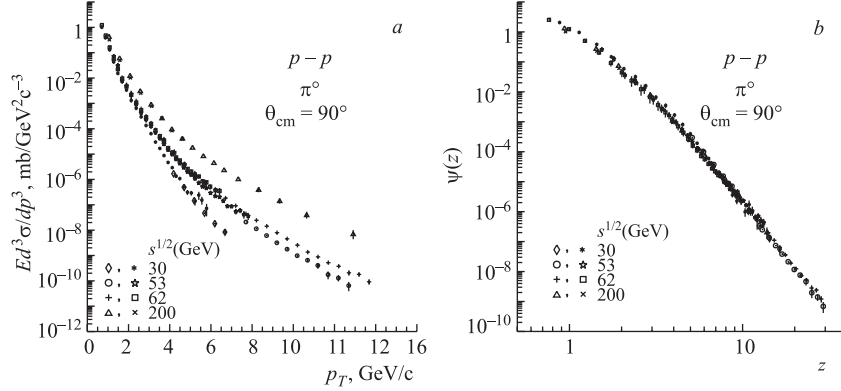 a
p – p
π°
θcm = 90°
Ed³σ/dp³, mb/GeV²c⁻³
1
10⁻²
10⁻⁴
10⁻⁶
10⁻⁸
10⁻¹⁰
10⁻¹²
s^1/2(GeV)
30
53
62
200
0 2 4 6 8 10 11 12 16
p_T, GeV/c
b
p – p
π°
θcm = 90°
ψ(z)
1
10⁻²
10⁻⁴
10⁻⁶
10⁻⁸
10⁻¹⁰
s^1/2(GeV)
30
53
62
200
1 10
z